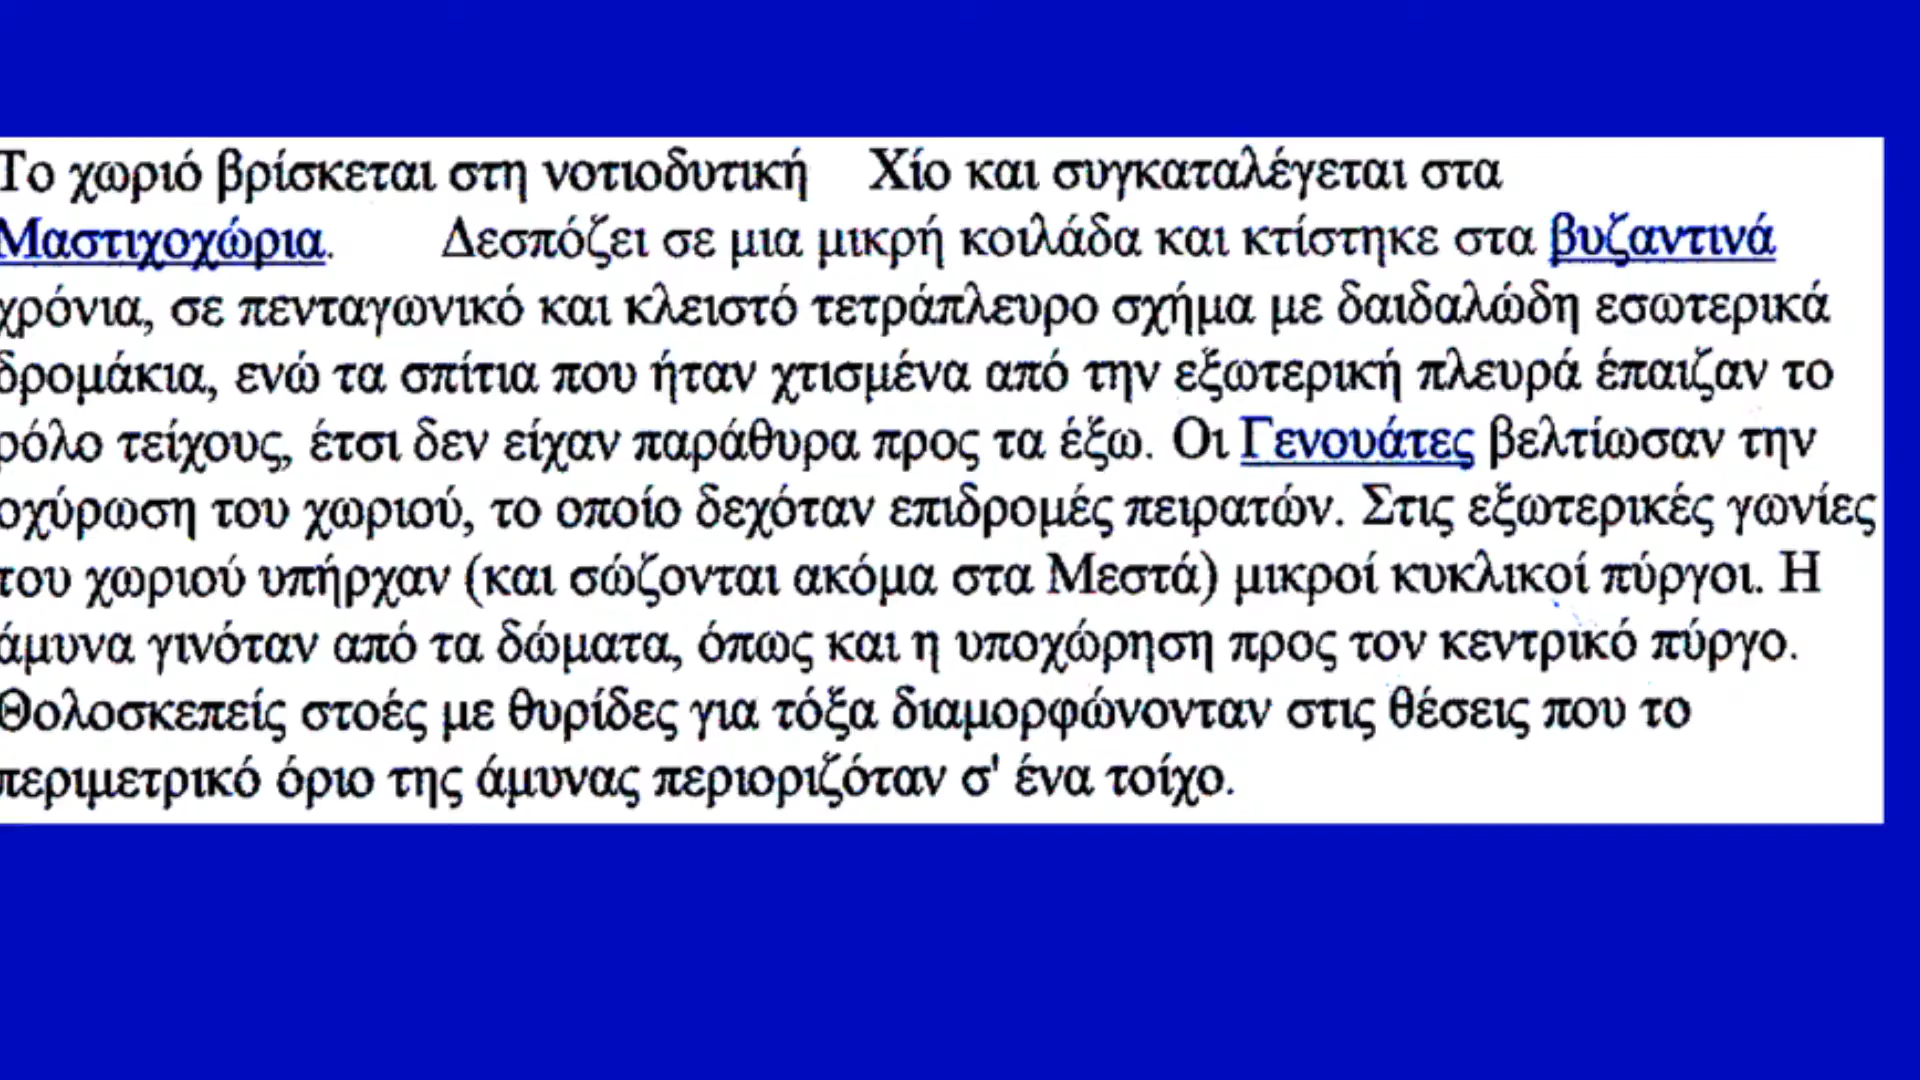 Το χωριό βρίσκεται στη νοτιοδυτική Χίο και συγκαταλέγεται στα
Μαστιχοχώρια. Δεσπόζει σε μια μικρή κοιλάδα και κτίστηκε στα βυζαντινά
χρόνια, σε πενταγωνικό και κλειστό τετράπλευρο σχήμα με δαιδαλώδη εσωτερικά
δρομάκια, ενώ τα σπίτια που ήταν χτισμένα από την εξωτερική πλευρά έπαιζαν το
ρόλο τείχους, έτσι δεν είχαν παράθυρα προς τα έξω. Οι Γενουάτες βελτίωσαν την
οχύρωση του χωριού, το οποίο δεχόταν επιδρομές πειρατών. Στις εξωτερικές γωνίες
του χωριού υπήρχαν (και σώζονται ακόμα στα Μεστά) μικροί κυκλικοί πύργοι. Η
άμυνα γινόταν από τα δώματα, όπως και η υποχώρηση προς τον κεντρικό πύργο.
Θολοσκεπείς στοές με θυρίδες για τόξα διαμορφώνονταν στις θέσεις που το
περιμετρικό όριο της άμυνας περιοριζόταν σ' ένα τοίχο.